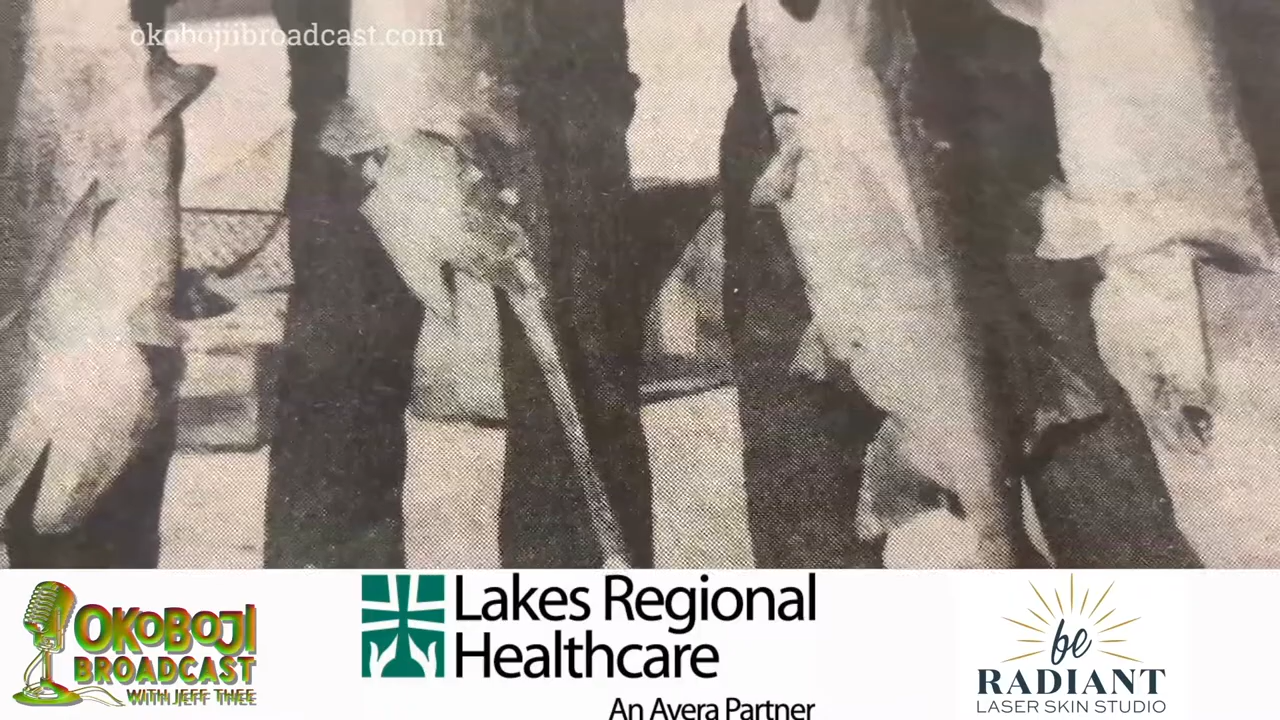 okobojibroadcast.com
OKOBOJI
BROADCAST
WITH JEFF THEE
Lakes Regional
Healthcare
An Avera Partner
be
RADIANT
LASER SKIN STUDIO